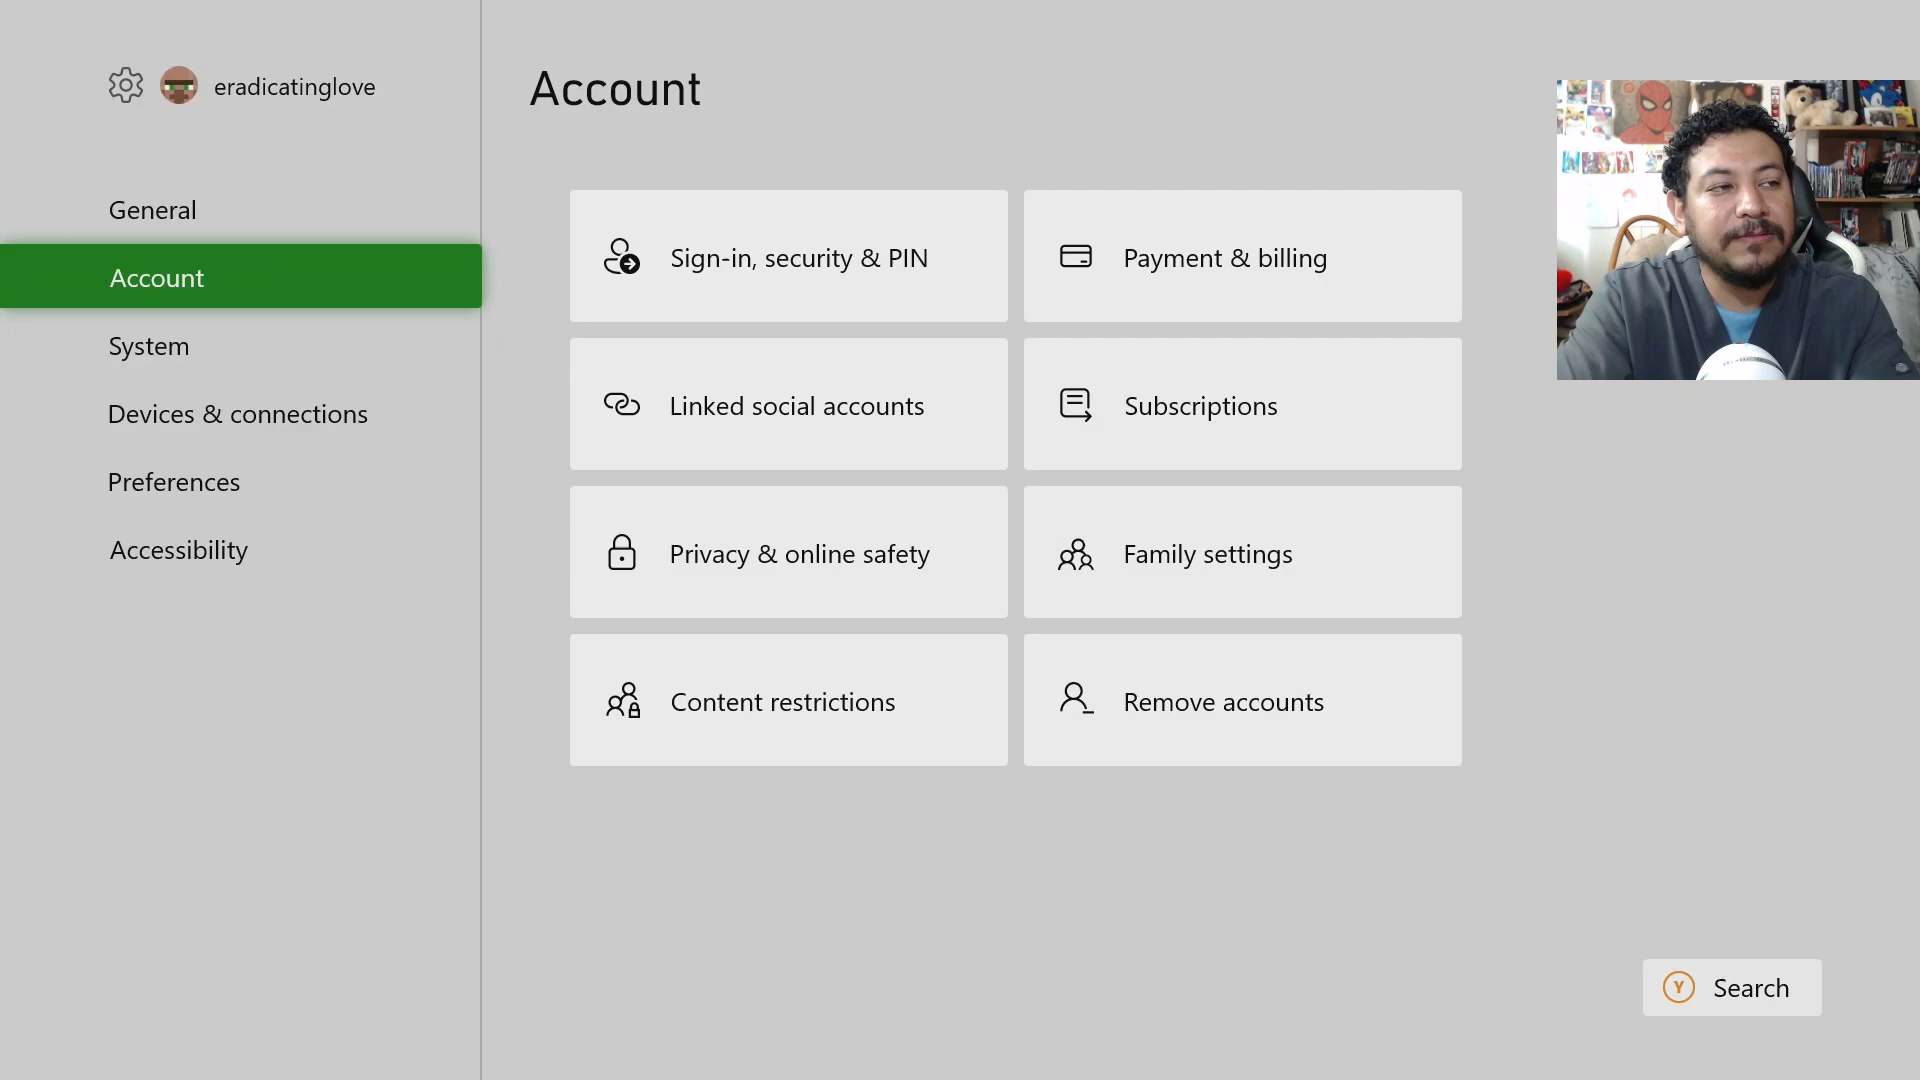 eradicatinglove
General
Account
System
Devices & connections
Preferences
Accessibility
Account
Sign-in, security & PIN
Payment & billing
Linked social accounts
Subscriptions
Privacy & online safety
Family settings
Content restrictions
Remove accounts
Y Search